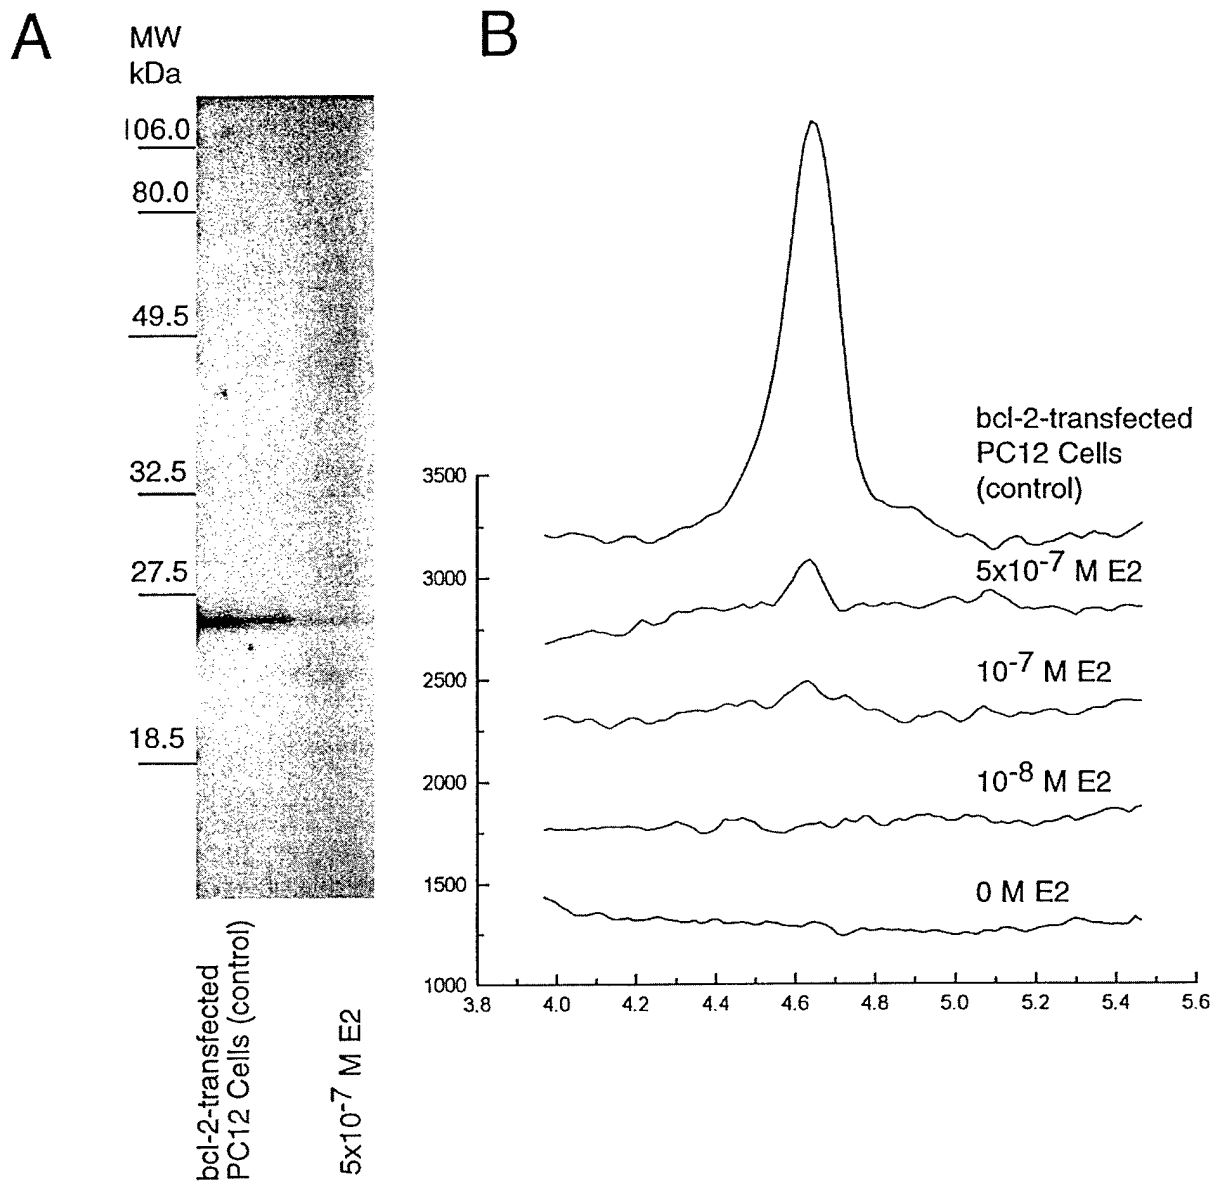 A
MW
kDa
106.0
80.0
49.5
32.5
27.5
18.5
bcl-2-transfected
PC12 Cells (control)
5x10-7 M E2
B
3500
3000
2500
2000
1500
1000
3.8 4.0 4.2 4.4 4.6 4.8 5.0 5.2 5.4 5.6
bcl-2-transfected
PC12 Cells
(control)
5x10-7 M E2
10-7 M E2
10-8 M E2
0 M E2